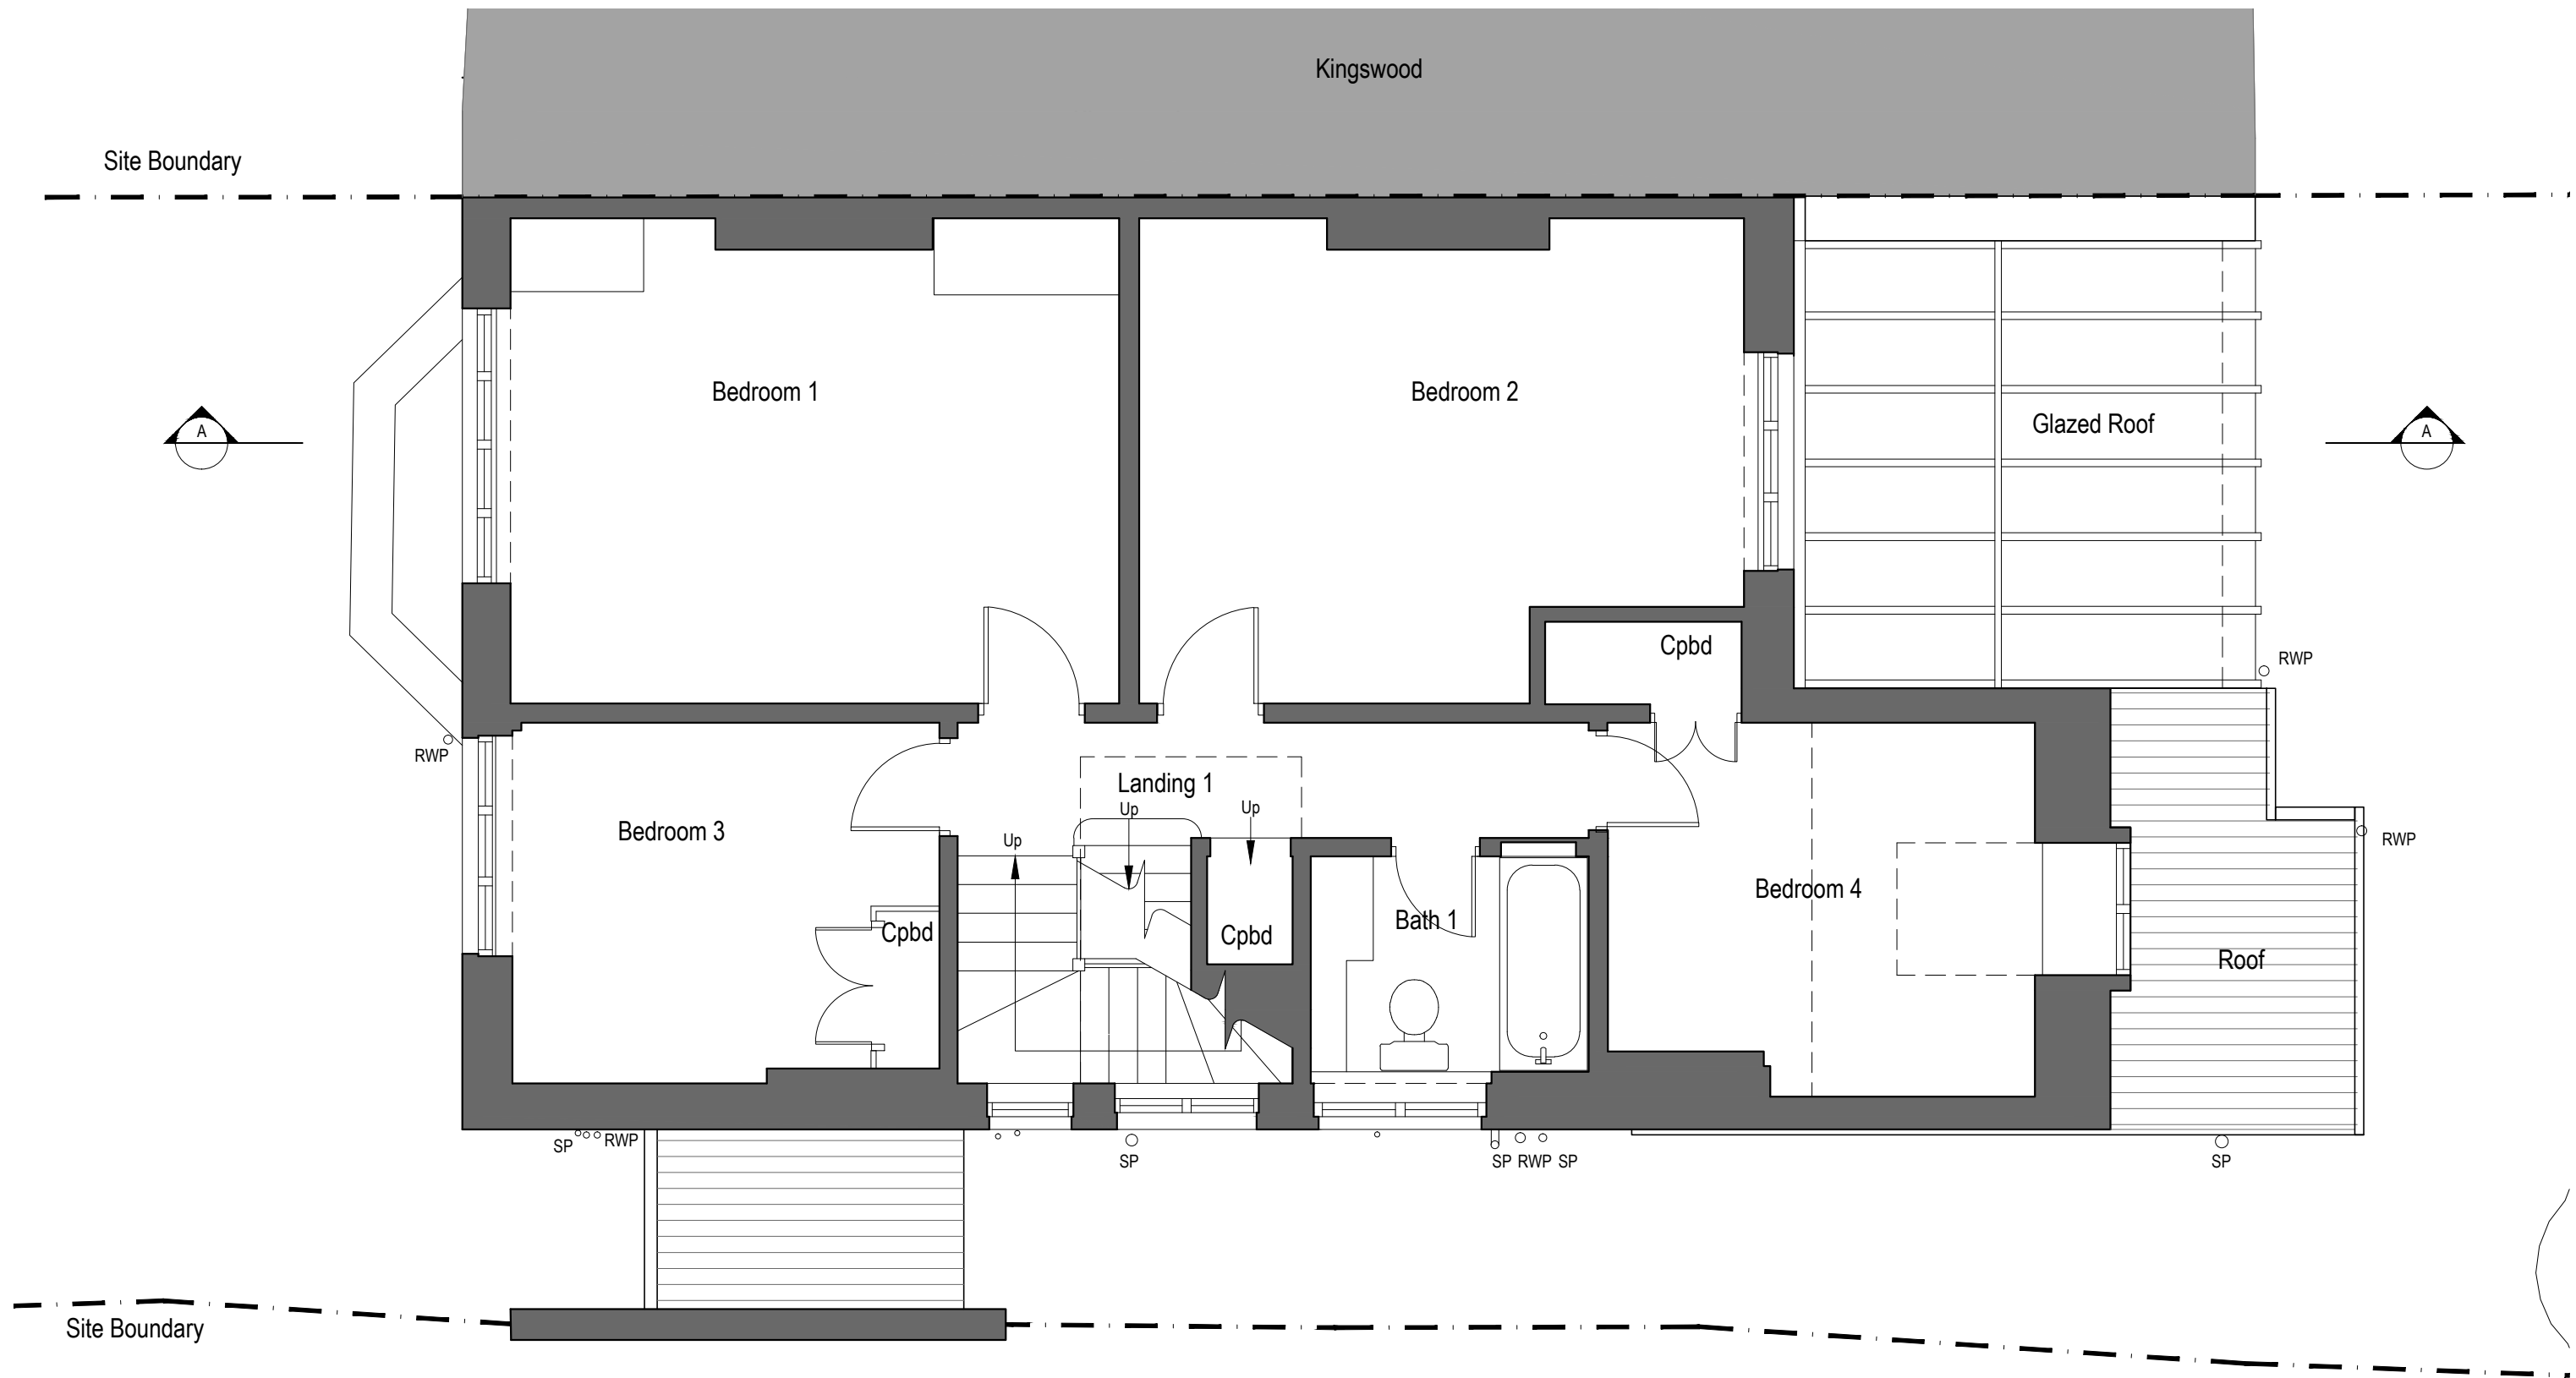 Kingswood
Site Boundary
Bedroom 1
Bedroom 2
Glazed Roof
A
A
Cpbd
RWP
RWP
Landing 1
Up
Up
Up
Bedroom 3
RWP
Bedroom 4
Cpbd
Cpbd
Bath 1
Roof
SP
RWP
SP
SP RWP SP
SP
Site Boundary